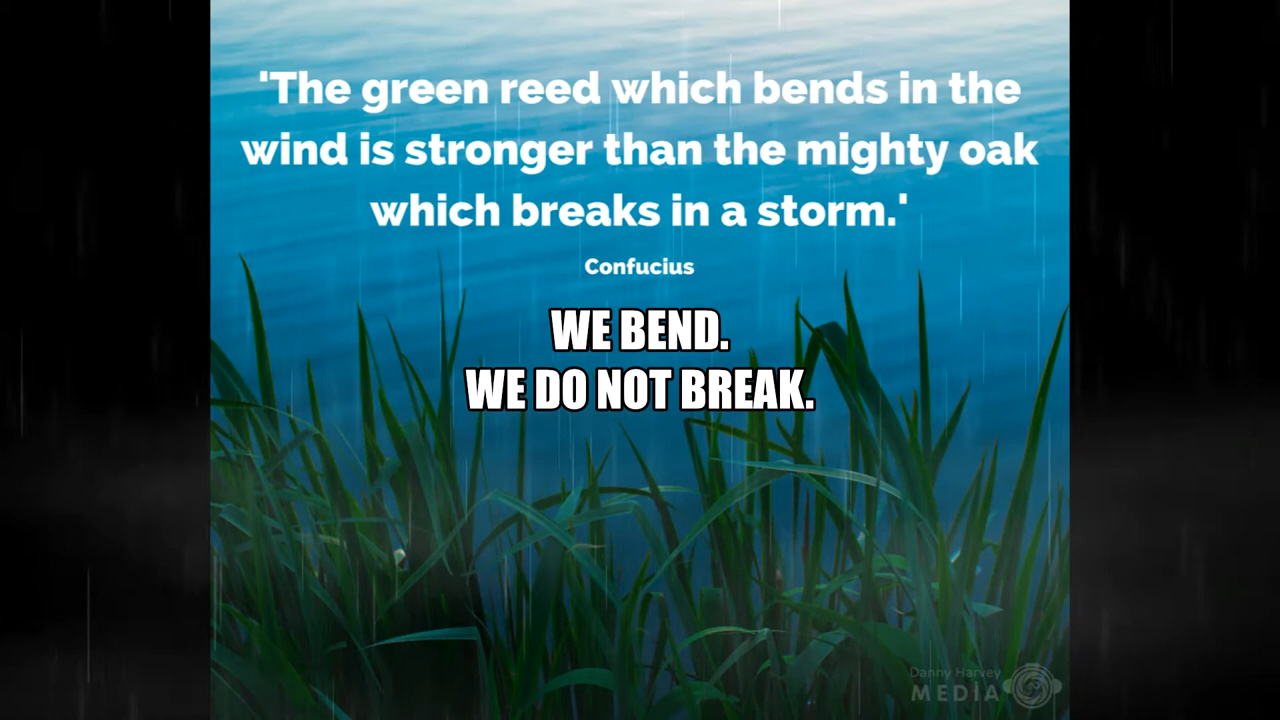 'The green reed which bends in the
wind is stronger than the mighty oak
which breaks in a storm.'
Confucius
WE BEND.
WE DO NOT BREAK.
Danny Harvey
MEDIA